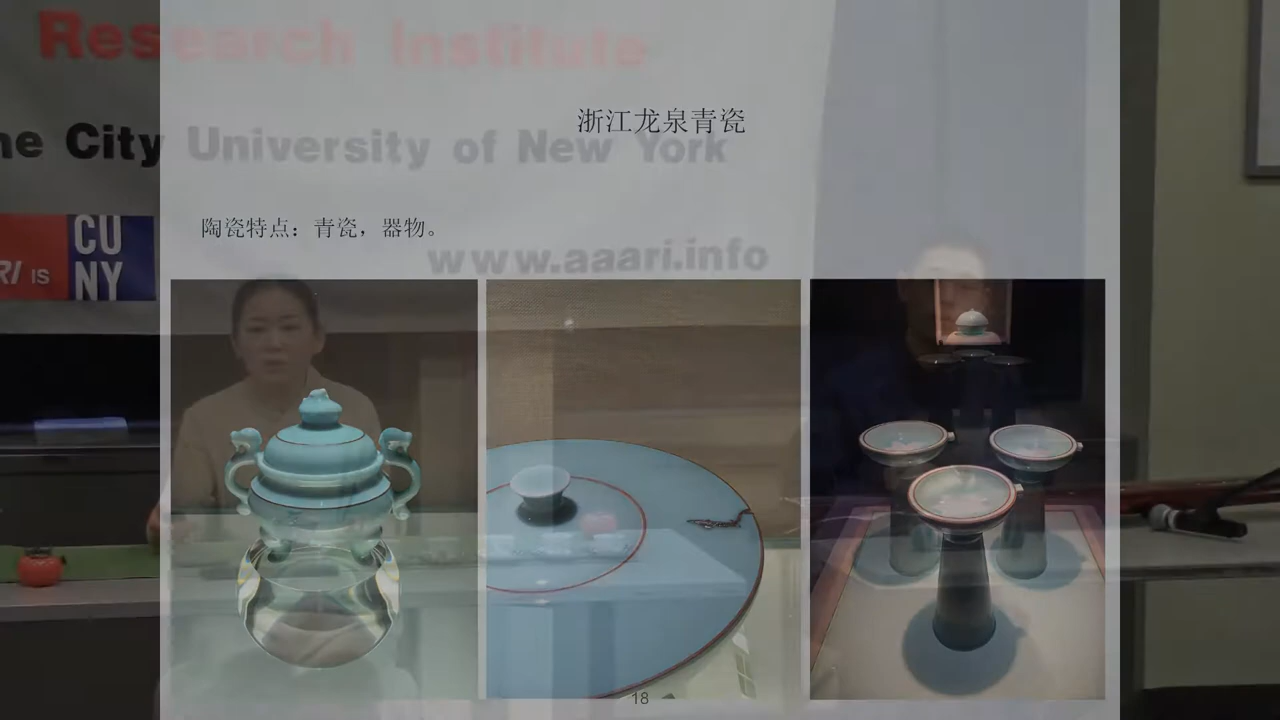 Research Institute
浙江龙泉青瓷
he City University of New York
陶瓷特点：青瓷，器物。
CU
NY
RI IS
www.aaari.info
18